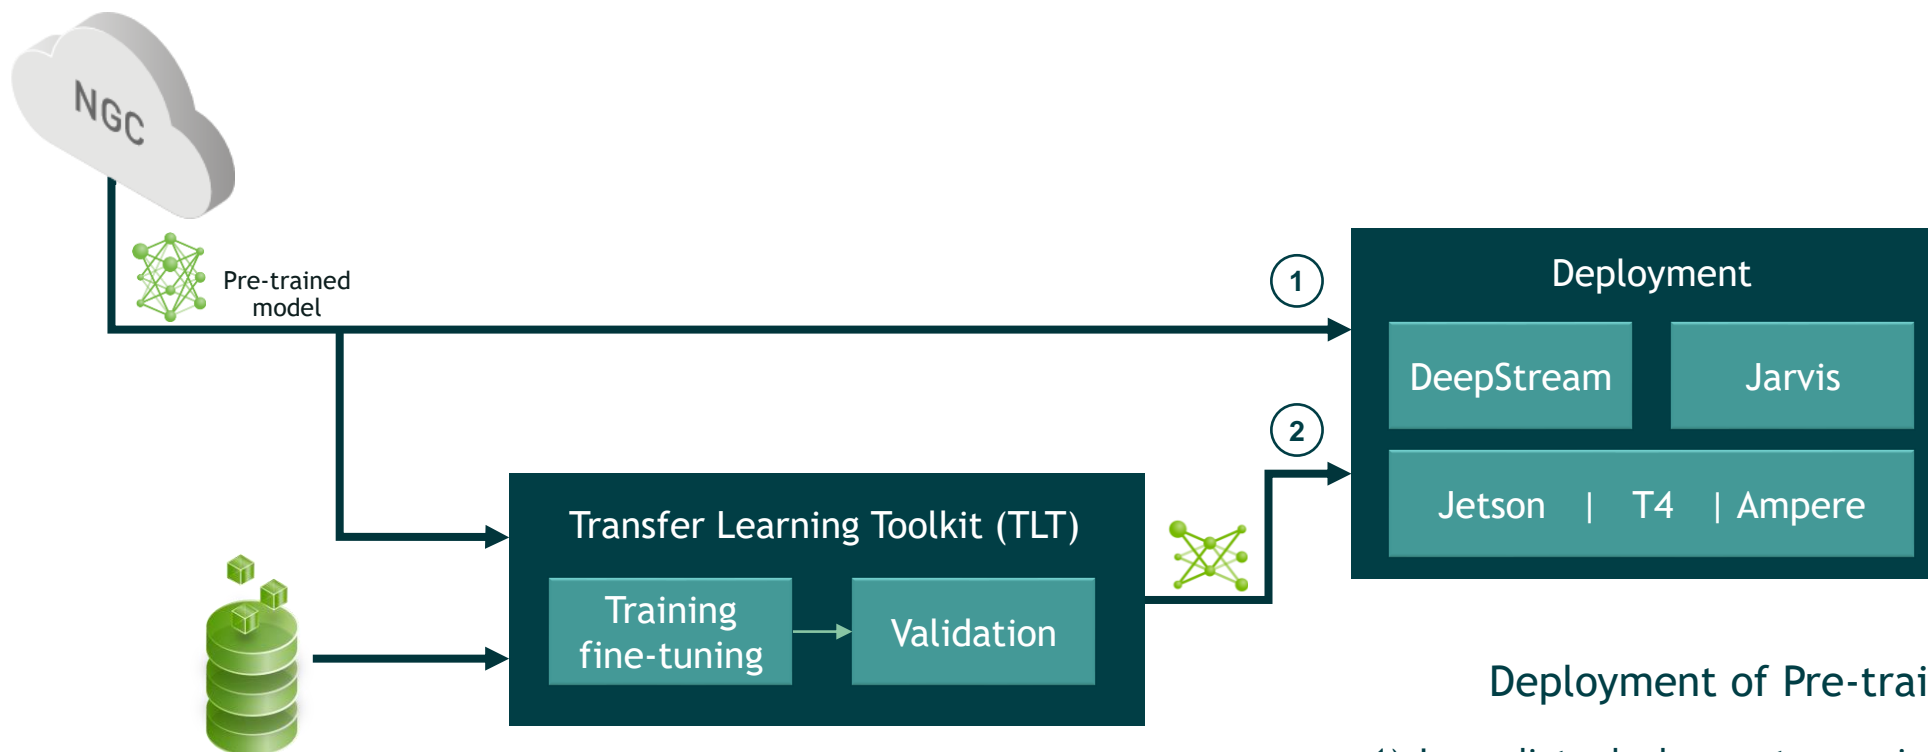 NGC
Pre-trained
model
1
Deployment
DeepStream
Jarvis
2
Jetson | T4 | Ampere
Transfer Learning Toolkit (TLT)
Training
fine-tuning
Validation
Deployment of Pre-trai